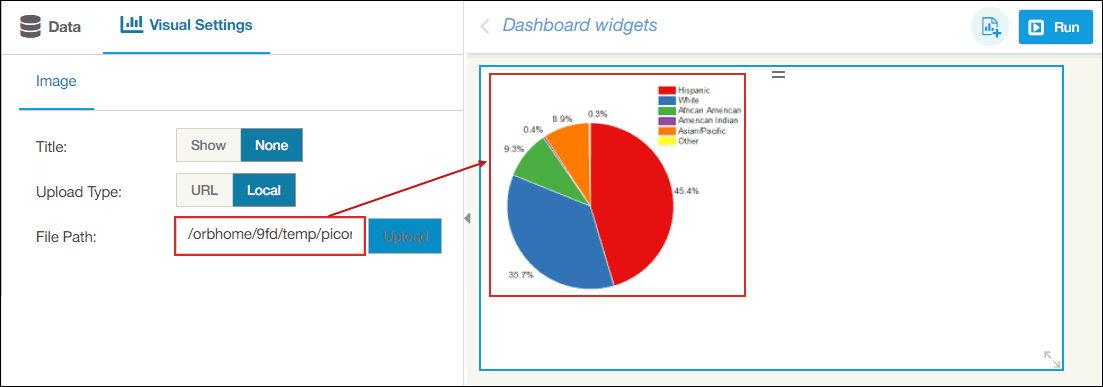 Data
Visual Settings
Dashboard widgets
Run
Image
Title:
Show
None
Upload Type:
URL
Local
File Path:
/orbhome/9fd/temp/picor
Upload
Hispanic
White
African American
American Indian
Asian/Pacific
Other
0.3%
8.9%
0.4%
9.3%
45.4%
35.7%